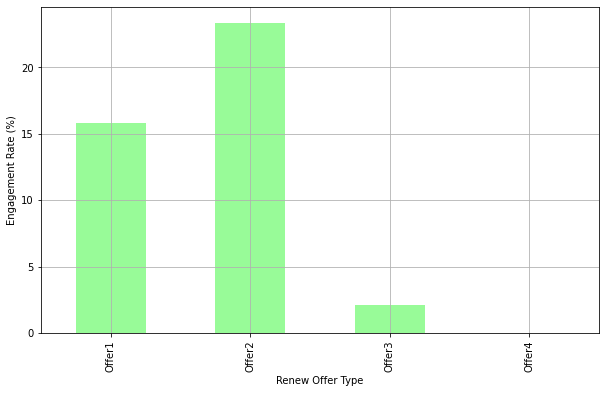 Engagement Rate (%)
20
15
10
5
0
Offer1
Offer2
Offer3
Offer4
Renew Offer Type